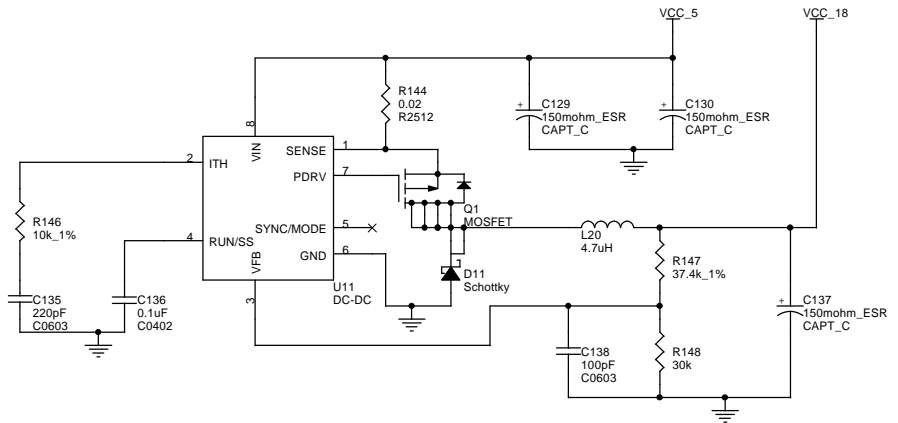 VCC_5
VCC_18
R144
0.02
R2512
+
C129
150mohm_ESR
CAPT_C
+
C130
150mohm_ESR
CAPT_C
8
VIN
1
SENSE
2
ITH
7
PDRV
Q1
MOSFET
R146
10k_1%
4
RUN/SS
SYNC/MODE
5
6
GND
VFB
3
U11
DC-DC
D11
Schottky
L20
4.7uH
R147
37.4k_1%
C135
220pF
C0603
C136
0.1uF
C0402
+
C137
150mohm_ESR
CAPT_C
C138
100pF
C0603
R148
30k